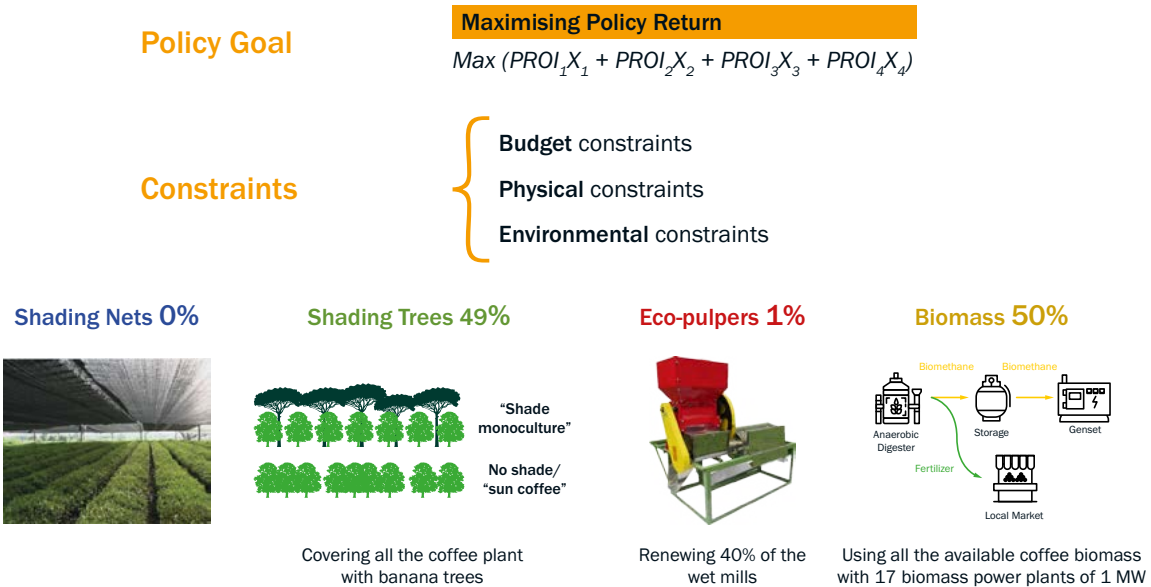 Policy Goal
Maximising Policy Return
Max (PROI₁X₁ + PROI₂X₂ + PROI₃X₃ + PROI₄X₄)
Constraints
Budget constraints
Physical constraints
Environmental constraints
Shading Nets 0%
Shading Trees 49%
Eco-pulpers 1%
Biomass 50%
"Shade
monoculture"
No shade/
"sun coffee"
Biomethane
Biomethane
Anaerobic
Digester
Storage
Genset
Fertilizer
Local Market
Covering all the coffee plant
with banana trees
Renewing 40% of the
wet mills
Using all the available coffee biomass
with 17 biomass power plants of 1 MW